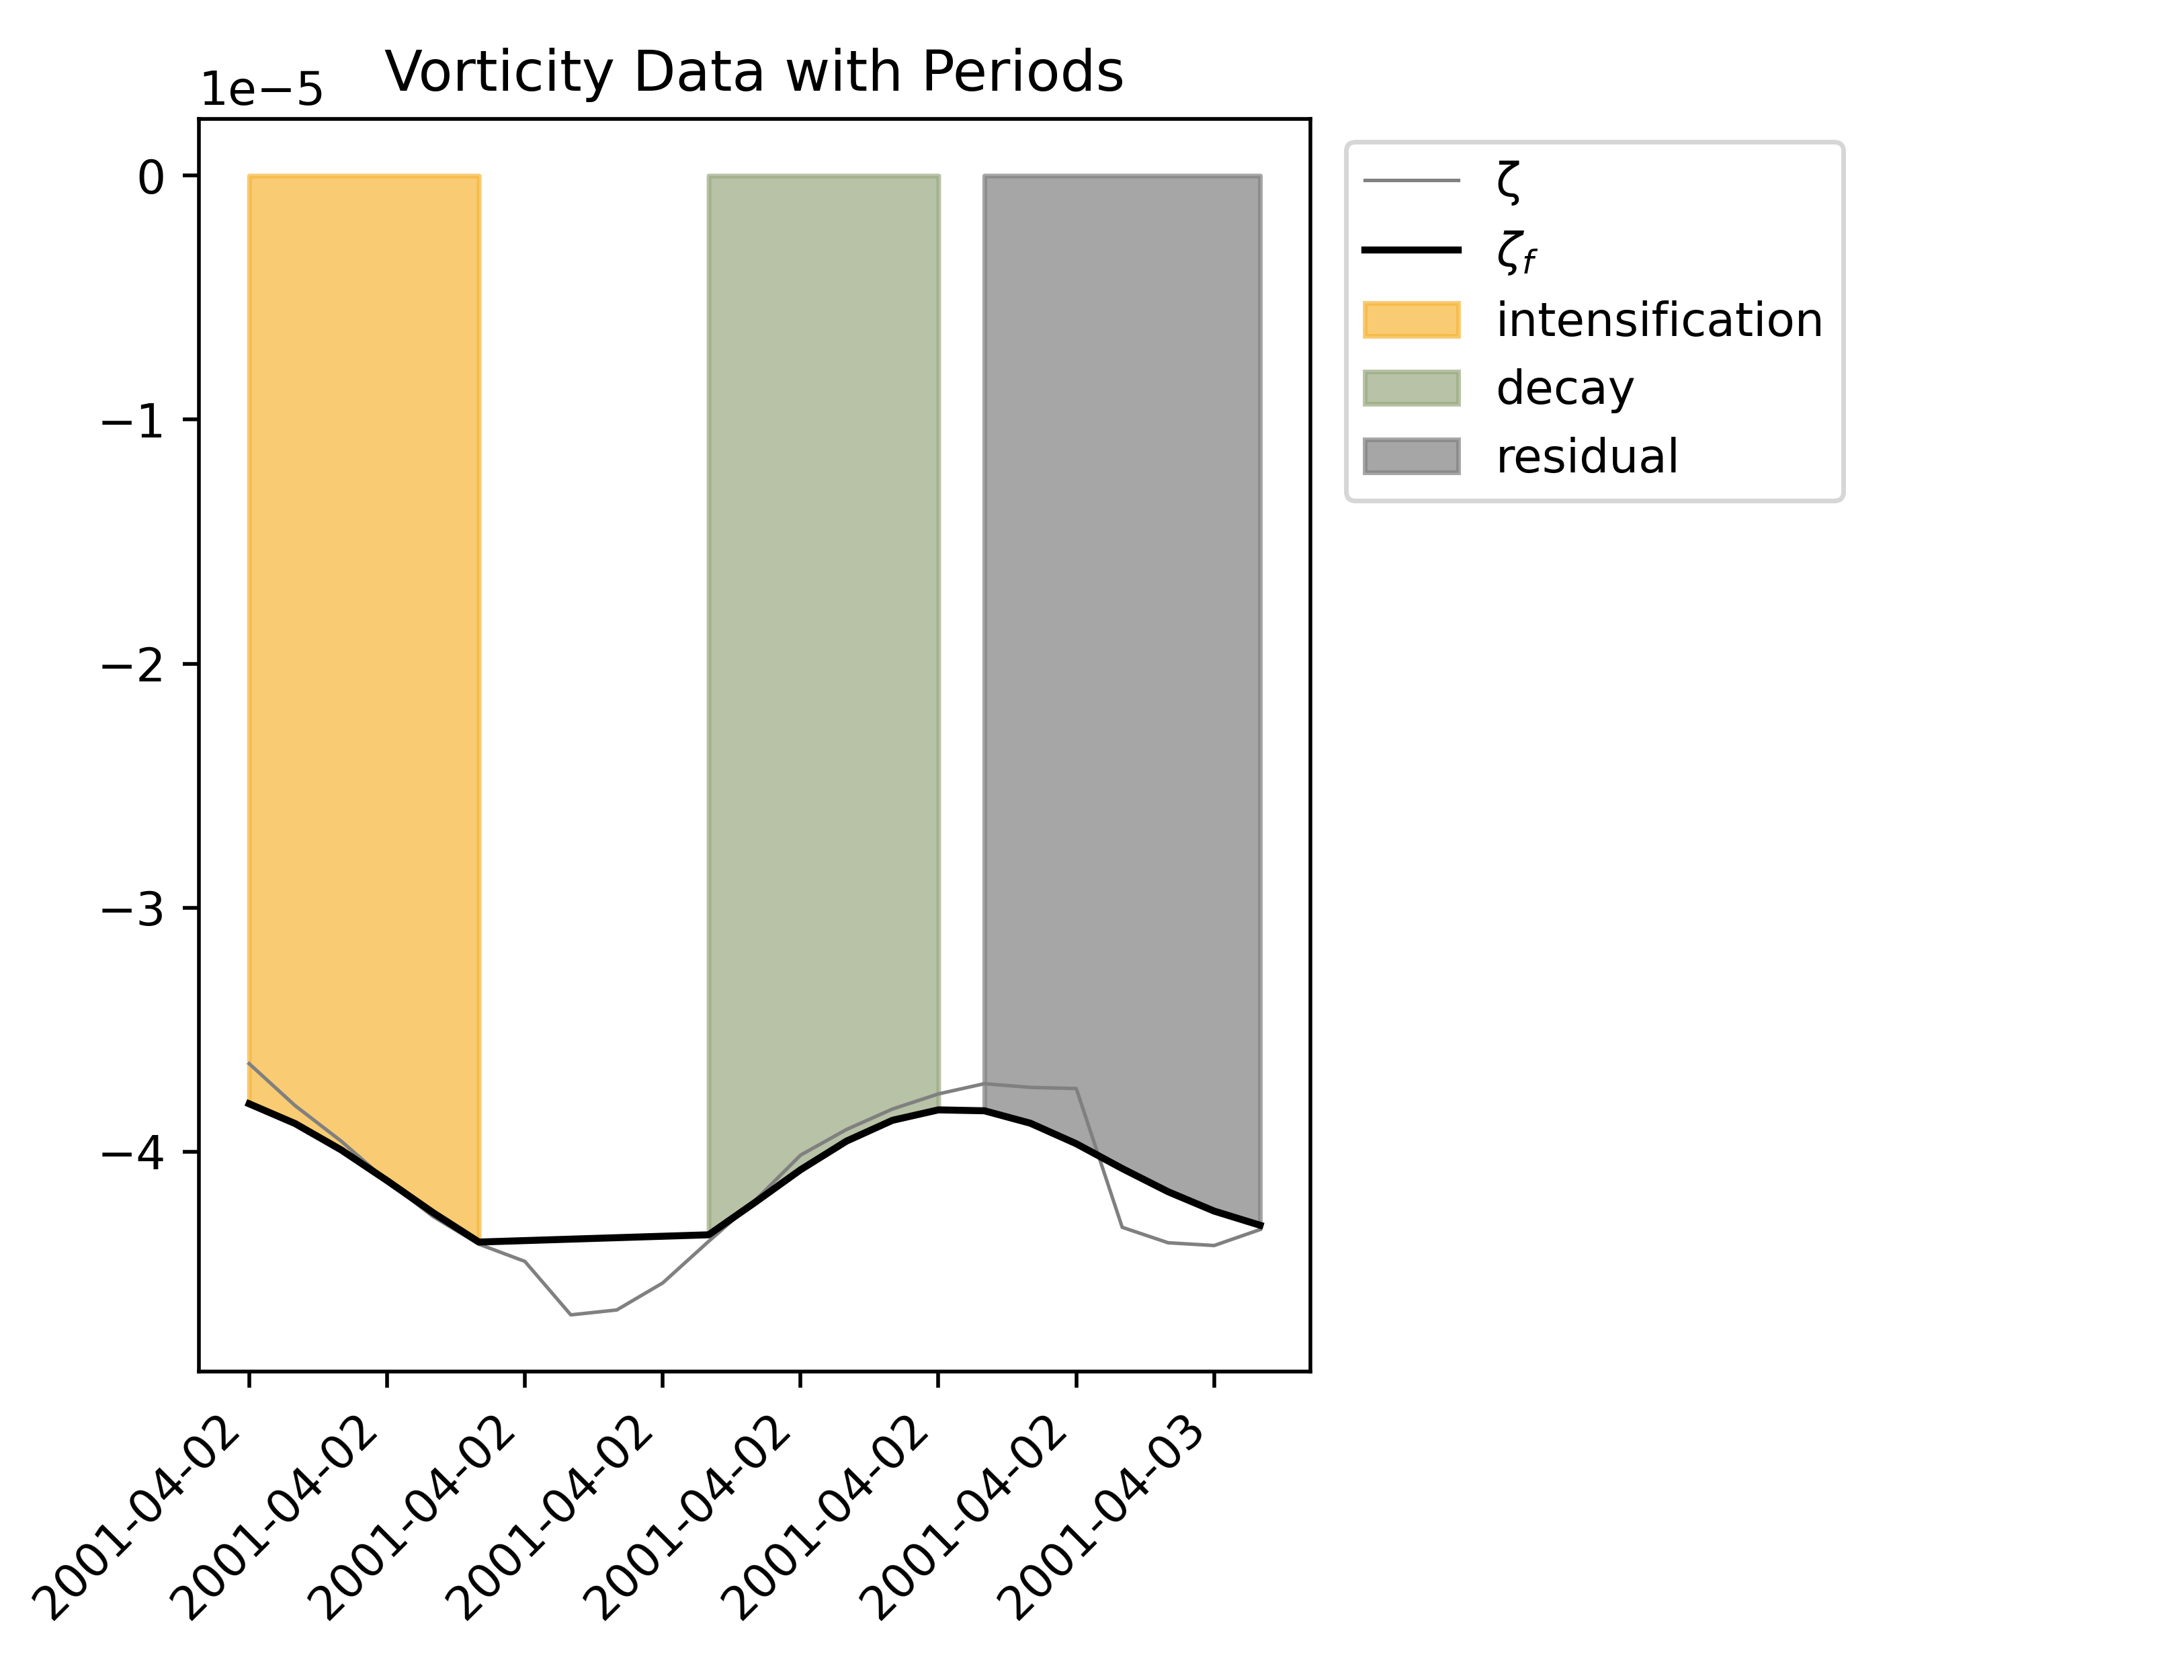 Vorticity Data with Periods
1e−5
0
−1
−2
−3
−4
2001-04-02
2001-04-02
2001-04-02
2001-04-02
2001-04-02
2001-04-02
2001-04-02
2001-04-03
ζ
ζf
intensification
decay
residual